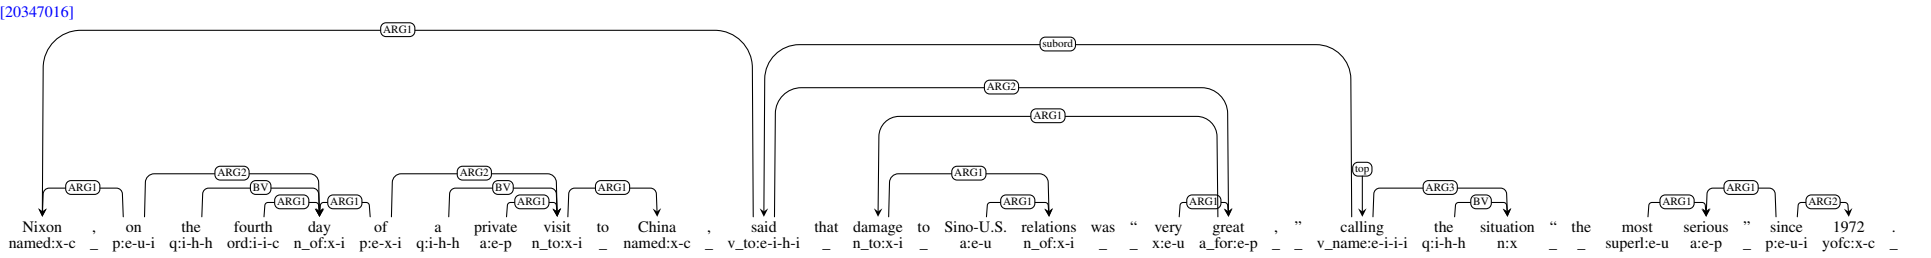 [20347016]
ARG1
subord
ARG2
ARG1
top
ARG2 ARG2 ARG1
ARG1 BV BV ARG1 ARG3 ARG1
ARG1 ARG1 ARG1 ARG1 ARG1 BV ARG1 ARG2
Nixon , on the fourth day of a private visit to China , said that damage to Sino-U.S. relations was “ very great , ” calling the situation “ the most serious ” since 1972 .
named:x-c _ p:e-u-i q:i-h-h ord:i-i-c n_of:x-i p:e-x-i q:i-h-h a:e-p n_to:x-i _ named:x-c _ v_to:e-i-h-i _ n_to:x-i _ a:e-u n_of:x-i _ _ x:e-u a_for:e-p _ _ v_name:e-i-i-i q:i-h-h n:x _ _ superl:e-u a:e-p _ p:e-u-i yofc:x-c _